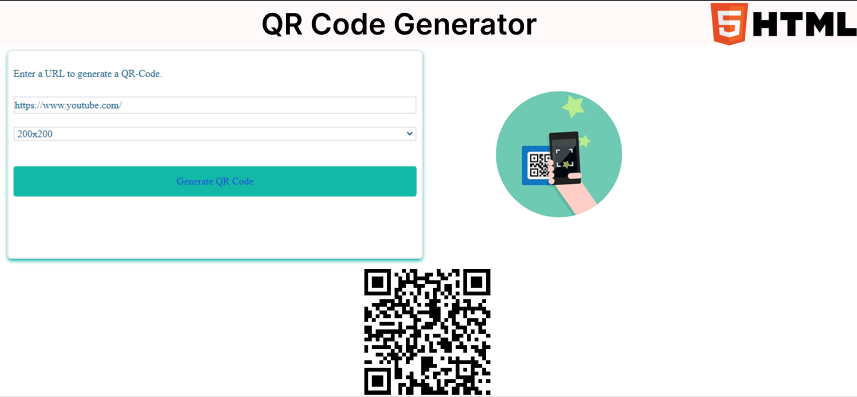 QR Code Generator
HTML
5
Enter a URL to generate a QR-Code.
https://www.youtube.com/
200x200
Generate QR Code